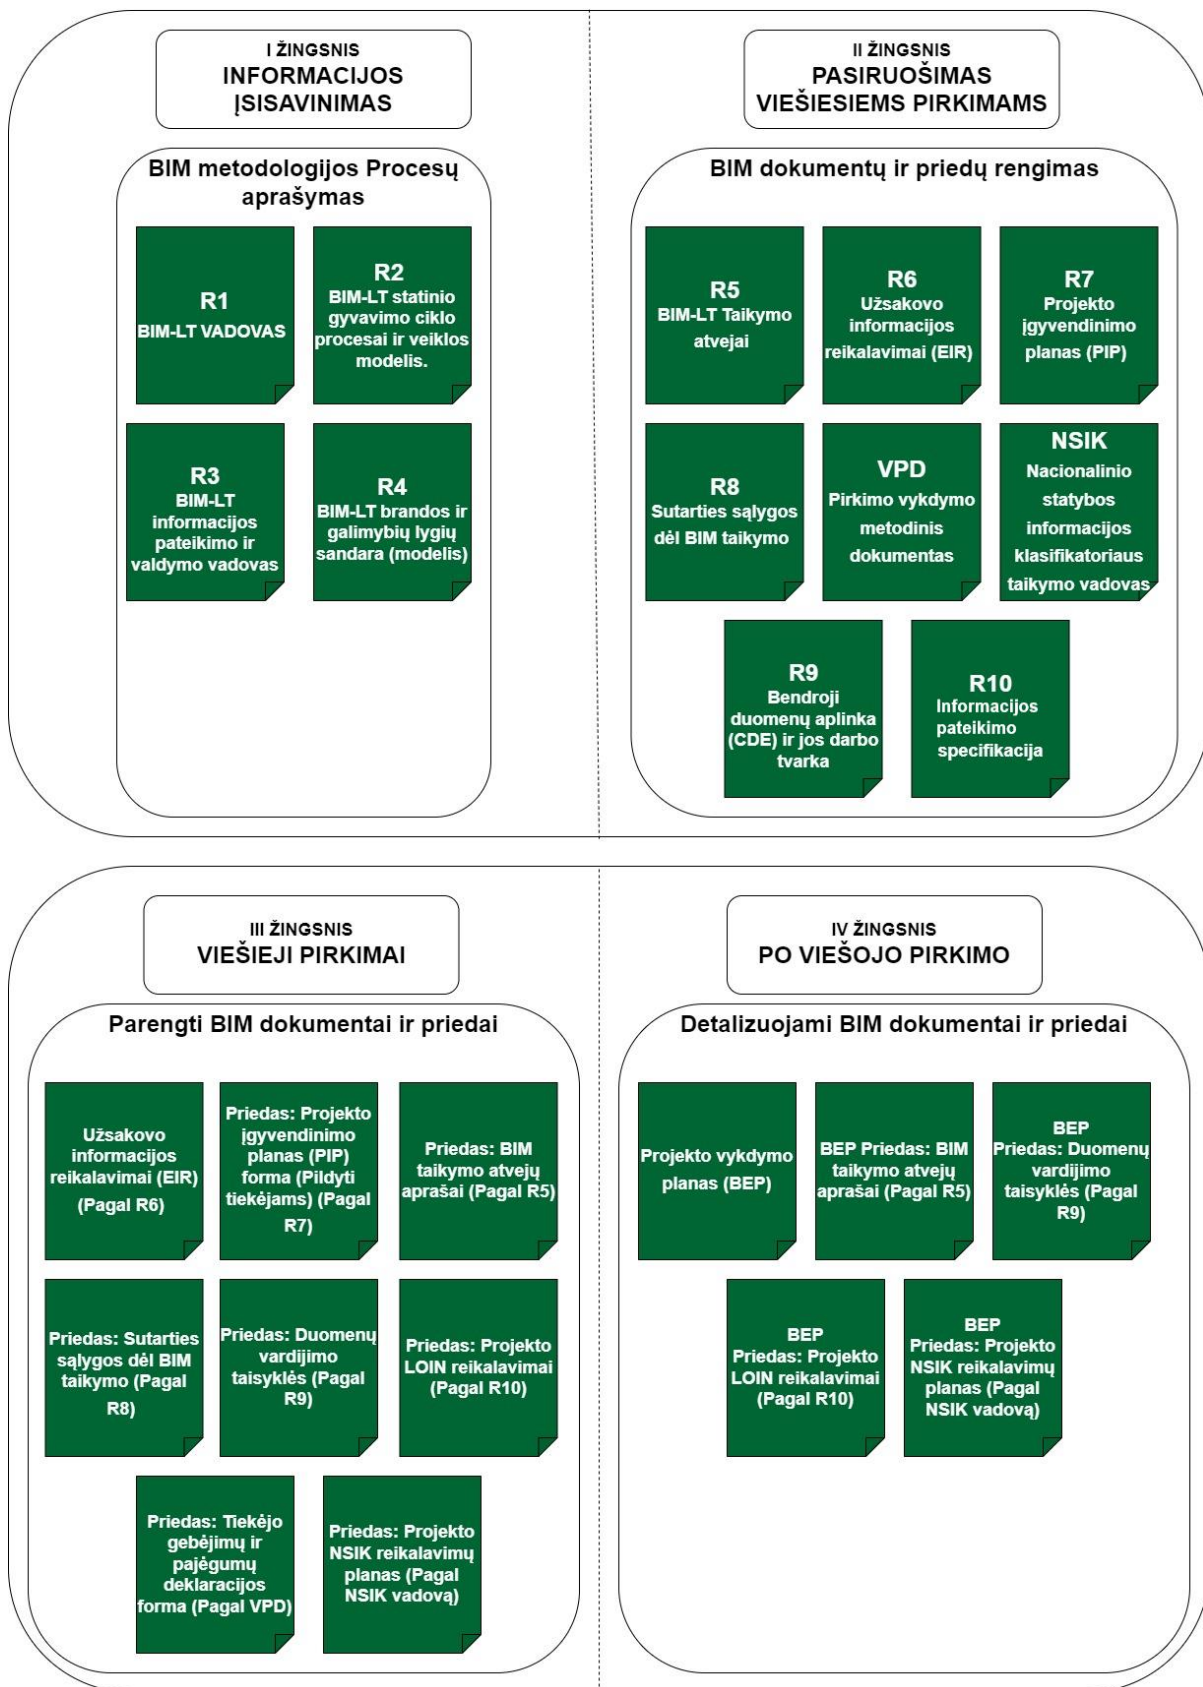 I ŽINGSNIS
INFORMACIJOS
ĮSISAVINIMAS
BIM metodologijos Procesų
aprašymas
R1
BIM-LT VADOVAS
R2
BIM-LT statinio
gyvavimo ciklo
procesai ir veiklos
modelis.
R3
BIM-LT
informacijos
pateikimo ir
valdymo vadovas
R4
BIM-LT brandos ir
galimybių lygių
sandara (modelis)
II ŽINGSNIS
PASIRUOŠIMAS
VIEŠIESIEMS PIRKIMAMS
BIM dokumentų ir priedų rengimas
R5
BIM-LT Taikymo
atvejai
R6
Užsakovo
informacijos
reikalavimai (EIR)
R7
Projekto
įgyvendinimo
planas (PIP)
R8
Sutarties sąlygos
dėl BIM taikymo
VPD
Pirkimo vykdymo
metodinis
dokumentas
NSIK
Nacionalinio
statybos
informacijos
klasifikatoriaus
taikymo vadovas
R9
Bendroji
duomenų aplinka
(CDE) ir jos darbo
tvarka
R10
Informacijos
pateikimo
specifikacija
III ŽINGSNIS
VIEŠIEJI PIRKIMAI
Parengti BIM dokumentai ir priedai
Užsakovo
informacijos
reikalavimai (EIR)
(Pagal R6)
Priedas: Projekto
įgyvendinimo
planas (PIP)
forma (Pildyti
tiekėjams) (Pagal
R7)
Priedas: BIM
taikymo atvejų
aprašai (Pagal R5)
Priedas: Sutarties
sąlygos dėl BIM
taikymo (Pagal
R8)
Priedas: Duomenų
vardijimo
taisyklės (Pagal
R9)
Priedas: Projekto
LOIN reikalavimai
(Pagal R10)
Priedas: Tiekėjo
gebėjimų ir
pajėgumų
deklaracijos
forma (Pagal VPD)
Priedas: Projekto
NSIK reikalavimų
planas (Pagal
NSIK vadovą)
IV ŽINGSNIS
PO VIEŠOJO PIRKIMO
Detalizuojami BIM dokumentai ir priedai
Projekto vykdymo
planas (BEP)
BEP Priedas: BIM
taikymo atvejų
aprašai (Pagal R5)
BEP
Priedas: Duomenų
vardijimo
taisyklės (Pagal
R9)
BEP
Priedas: Projekto
LOIN reikalavimai
(Pagal R10)
BEP
Priedas: Projekto
NSIK reikalavimų
planas (Pagal
NSIK vadovą)